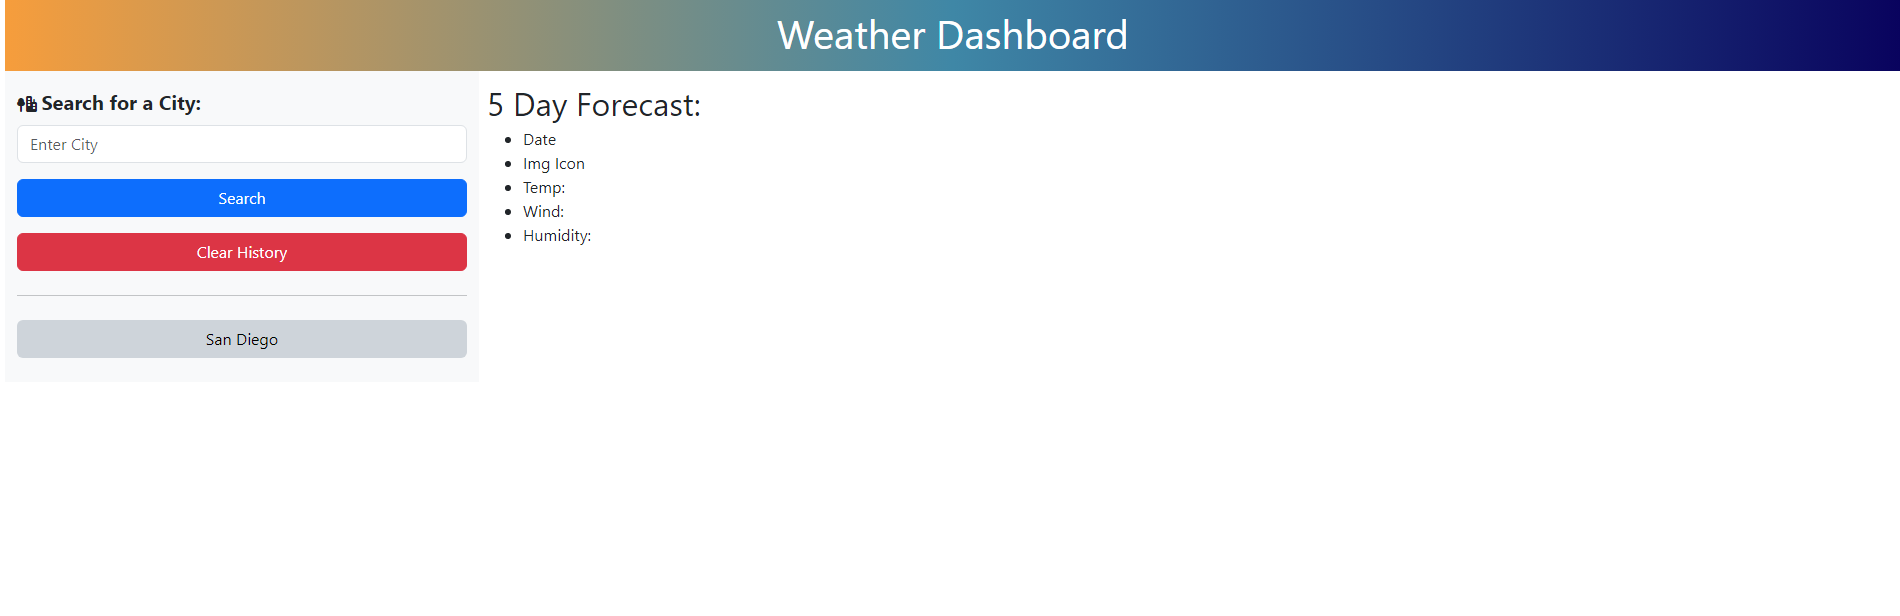 Weather Dashboard
Search for a City:
Enter City
Search
Clear History
San Diego
5 Day Forecast:
Date
Img Icon
Temp:
Wind:
Humidity: